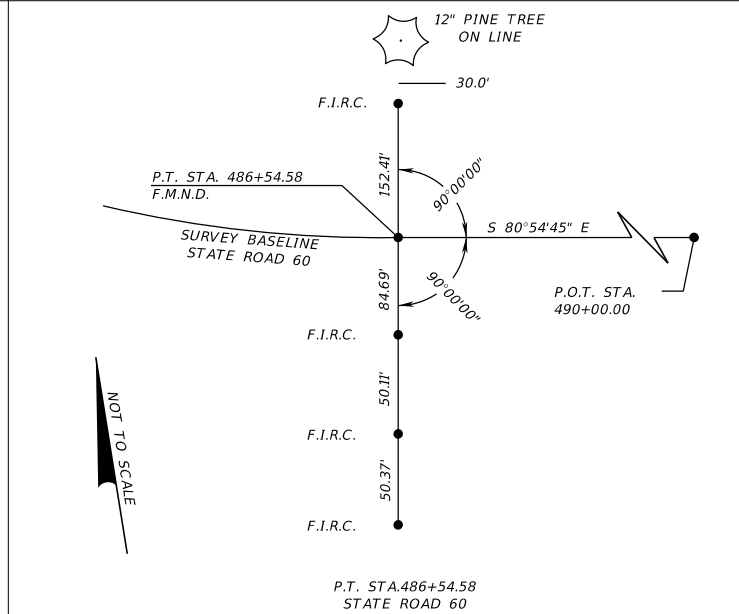 12" PINE TREE
ON LINE
30.0'
F.I.R.C.
152.41'
90°00'00"
P.T. STA. 486+54.58
F.M.N.D.
S 80°54'45" E
SURVEY BASELINE
STATE ROAD 60
84.69'
90°00'00"
P.O.T. STA.
490+00.00
F.I.R.C.
50.11'
NOT TO SCALE
F.I.R.C.
50.37'
F.I.R.C.
P.T. STA.486+54.58
STATE ROAD 60